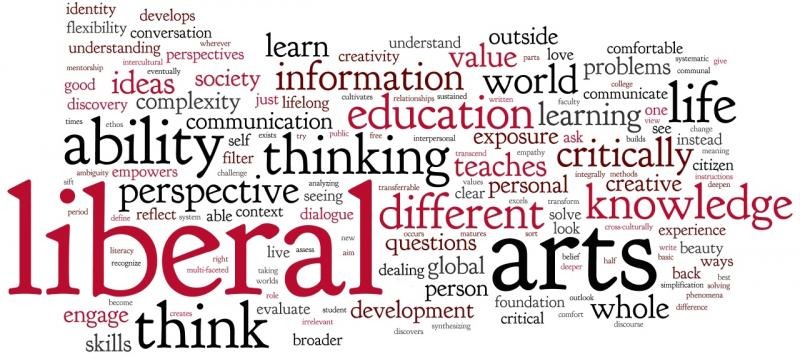 identity develops
flexibility conversation wherever
understanding perspectives
mentorship intercultural eventually
good ideas society
discovery complexity just lifelong
times ethos communication
learn creativity understand value outside
information parts love world
cultivates relationships sustained written
education learning faculty
comfortable systematic
problems communal give
college communicate life
one view see change
ability self exists try public free interpersonal exposure ask builds instead meaning
filter thinking transcend empathy critically citizen
ambiguity empowers challenge teaches integrally methods instructions
sift perspective analyzing transferable values clear personal creative deepen
seeing excels transform
period define reflect system able context dialogue different solve knowledge
liberal
literacy recognize right multi-faceted live assess new aim
taking worlds role
occurs matures sort look cross-culturally experience
questions arts belief deeper half write basic beauty
dealing global ways
person back best
simplification solving
phenomena
become foundation outlook whole difference
engage creates think evaluate student development critical comfort discourse
irrelevant discovers synthesizing
skills broader